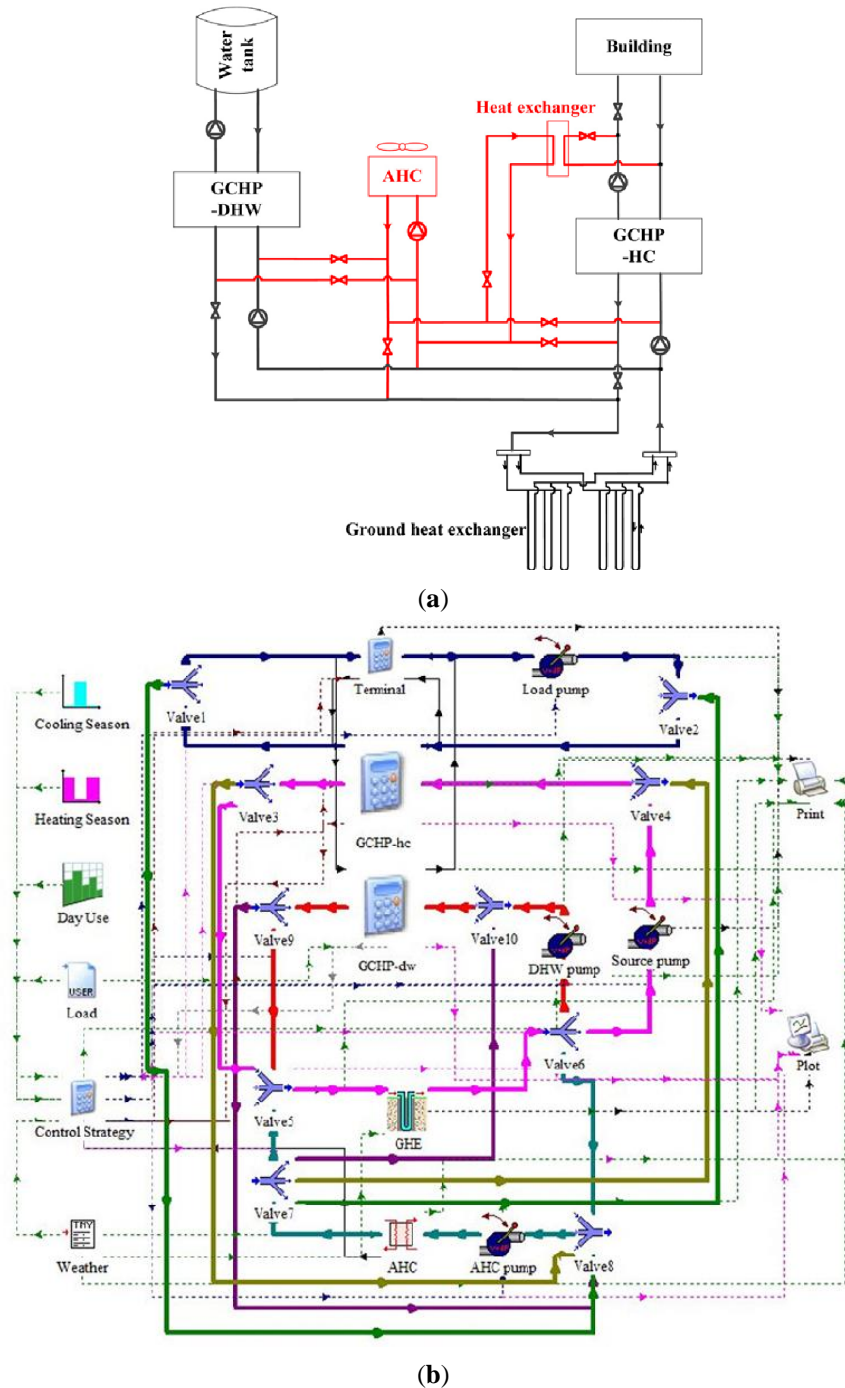 Water
tank
Building
Heat exchanger
AHC
GCHP
-DHW
GCHP
-HC
Ground heat exchanger
(a)
Cooling Season
Valve1
Terminal
Load pump
Valve2
Heating Season
Valve3
GCHP-hc
Valve4
Print
Day Use
Valve9
GCHP-dw
Valve10
DHW pump
Source pump
USER
Load
Valve6
Plot
Control Strategy
Valve5
GHE
Valve7
TRY
Weather
AHC
AHC pump
Valve8
(b)